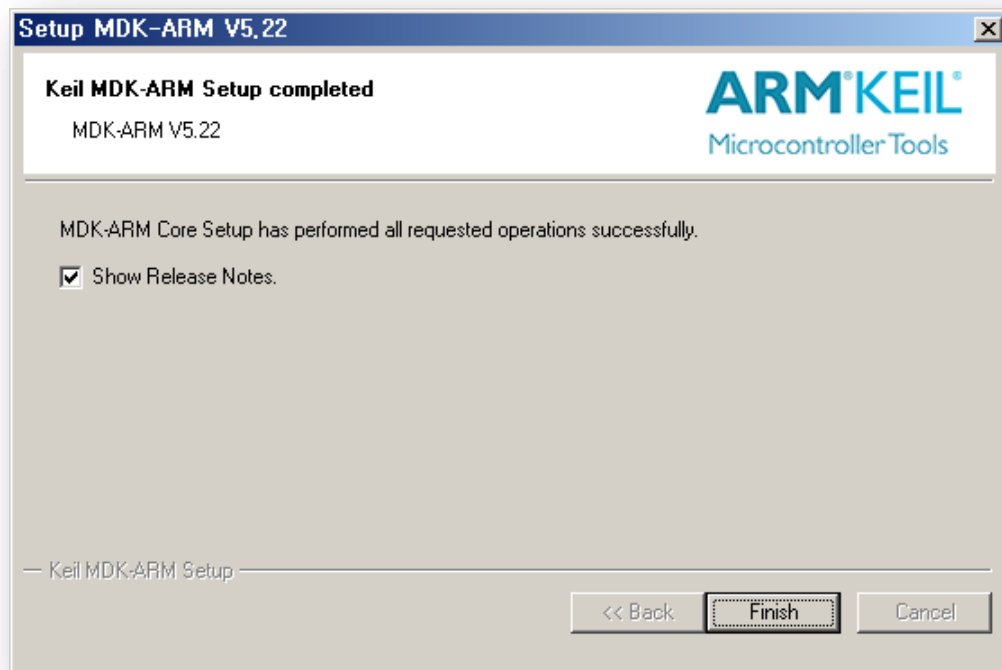 Setup MDK-ARM V5.22
Keil MDK-ARM Setup completed
MDK-ARM V5.22
ARM®KEIL®
Microcontroller Tools
MDK-ARM Core Setup has performed all requested operations successfully.
Show Release Notes.
Keil MDK-ARM Setup
<< Back
Finish
Cancel